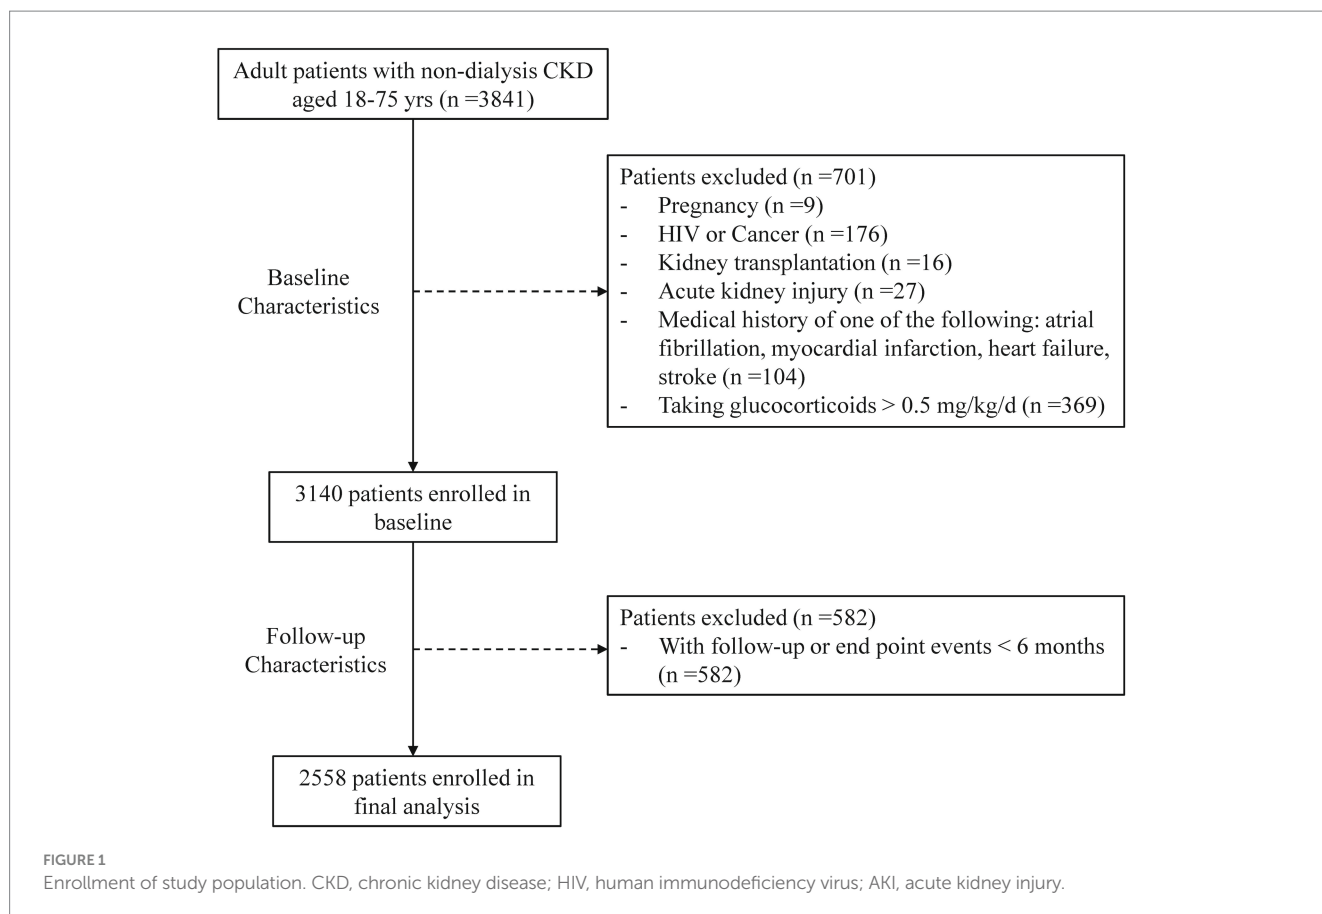 Adult patients with non-dialysis CKD
aged 18-75 yrs (n =3841)
Patients excluded (n =701)
- Pregnancy (n =9)
- HIV or Cancer (n =176)
- Kidney transplantation (n =16)
- Acute kidney injury (n =27)
- Medical history of one of the following: atrial
fibrillation, myocardial infarction, heart failure,
stroke (n =104)
- Taking glucocorticoids > 0.5 mg/kg/d (n =369)
Baseline
Characteristics
3140 patients enrolled in
baseline
Patients excluded (n =582)
- With follow-up or end point events < 6 months
(n =582)
Follow-up
Characteristics
2558 patients enrolled in
final analysis
FIGURE 1
Enrollment of study population. CKD, chronic kidney disease; HIV, human immunodeficiency virus; AKI, acute kidney injury.